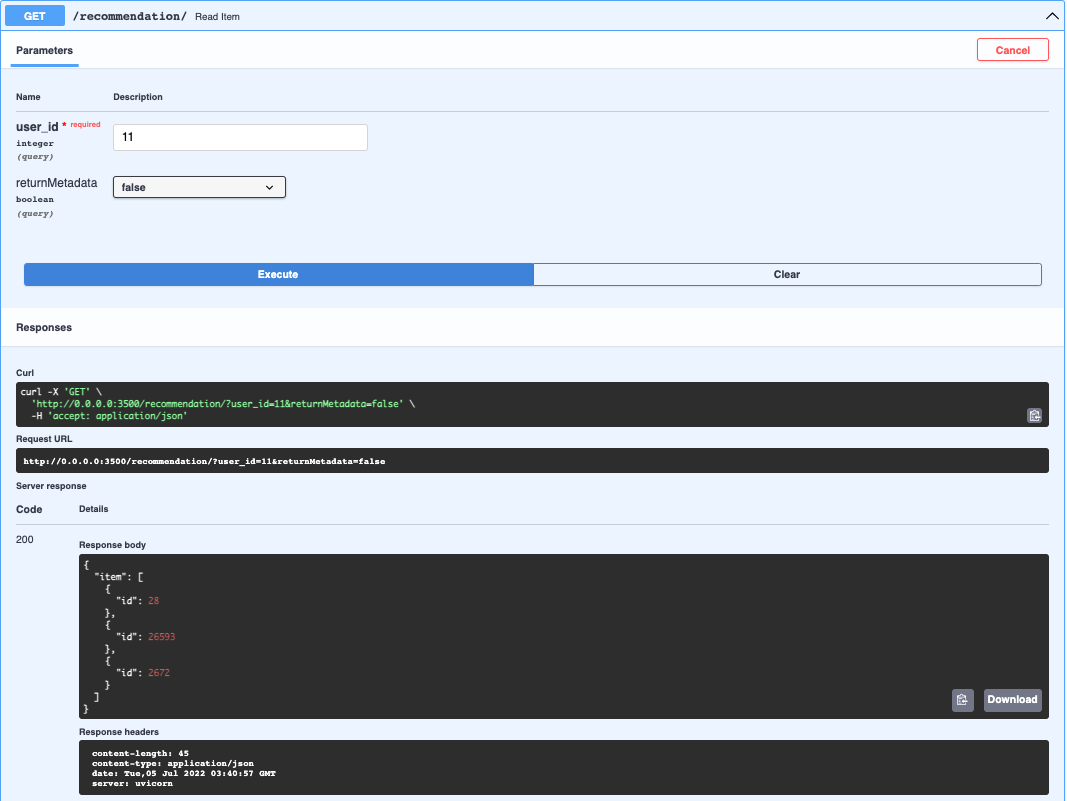 GET /recommendation/ Read Item
Parameters
Cancel
Name Description
user_id * required
integer
(query)
11
returnMetadata
boolean
(query)
false
Execute Clear
Responses
Curl
curl -X 'GET' \
'http://0.0.0.0:3500/recommendation/?user_id=11&returnMetadata=false' \
-H 'accept: application/json'
Request URL
http://0.0.0.0:3500/recommendation/?user_id=11&returnMetadata=false
Server response
Code Details
200
Response body
{
"item": [
{
"id": 28
},
{
"id": 26593
},
{
"id": 2672
}
]
}
Download
Response headers
content-length: 45
content-type: application/json
date: Tue,05 Jul 2022 03:40:57 GMT
server: uvicorn